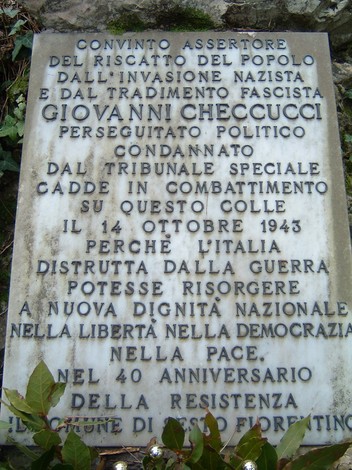 CONVINTO ASSERTORE
DEL RISCATTO DEL POPOLO
DALL'INVASIONE NAZISTA
E DAL TRADIMENTO FASCISTA
GIOVANNI CHECCUCCI
PERSEGUITATO POLITICO
CONDANNATO
DAL TRIBUNALE SPECIALE
CADDE IN COMBATTIMENTO
SU QUESTO COLLE
IL 14 OTTOBRE 1943
PERCHÈ L'ITALIA
DISTRUTTA DALLA GUERRA
POTESSE RISORGERE
A NUOVA DIGNITÀ NAZIONALE
NELLA LIBERTÀ NELLA DEMOCRAZIA
NELLA PACE.
NEL 40 ANNIVERSARIO
DELLA RESISTENZA
IL COMUNE DI SESTO FIORENTINO